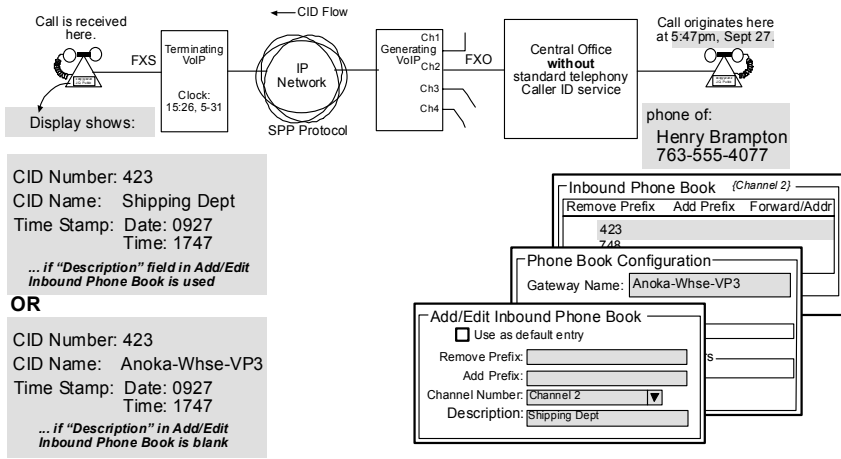 CID Flow
Call is received
here.
FXS
Terminating
VoIP
Clock:
15:26, 5-31
Display shows:
IP
Network
SPP Protocol
Generating
VoIP
Ch1
Ch2
Ch3
Ch4
FXO
Central Office
without
standard telephony
Caller ID service
Call originates here
at 5:47pm, Sept 27.
phone of:
Henry Brampton
763-555-4077
CID Number: 423
CID Name: Shipping Dept
Time Stamp: Date: 0927
Time: 1747
... if “Description” field in Add/Edit
Inbound Phone Book is used
OR
CID Number: 423
CID Name: Anoka-Whse-VP3
Time Stamp: Date: 0927
Time: 1747
... if “Description” in Add/Edit
Inbound Phone Book is blank
Inbound Phone Book {Channel 2}
Remove Prefix Add Prefix Forward/Addr
423
748
Phone Book Configuration
Gateway Name: Anoka-Whse-VP3
Add/Edit Inbound Phone Book
Use as default entry
Remove Prefix:
Add Prefix:
Channel Number: Channel 2
Description: Shipping Dept